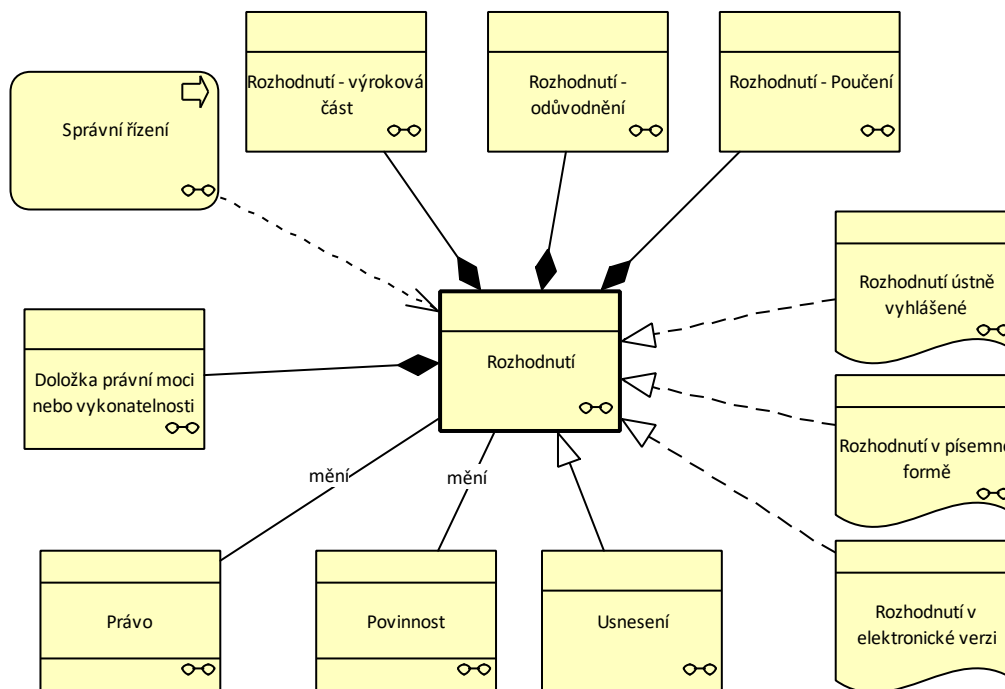 Rozhodnutí - výroková
část
Rozhodnutí -
odůvodnění
Rozhodnutí - Poučení
Správní řízení
Rozhodnutí ústně
vyhlášené
Rozhodnutí
Doložka právní moci
nebo vykonatelnosti
Rozhodnutí v písemné
formě
mění
mění
Právo
Povinnost
Usnesení
Rozhodnutí v
elektronické verzi